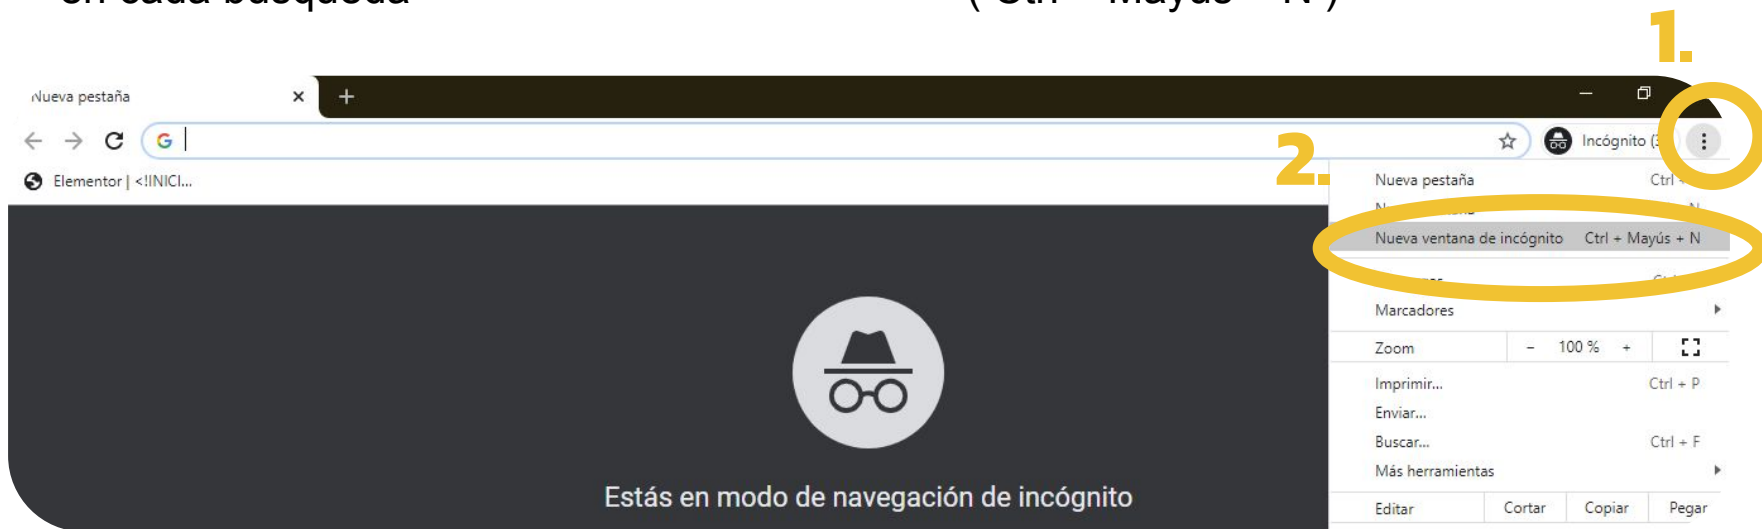 en cada búsqueda ( Ctrl + Mayús + N )
1.
Nueva pestaña
G
Incógnito
2.
Elementor | <!INICI...
Nueva pestaña Ctrl
Nueva ventana de incógnito Ctrl + Mayús + N
Marcadores
Zoom - 100 % +
Imprimir... Ctrl + P
Enviar...
Buscar... Ctrl + F
Más herramientas
Editar Cortar Copiar Pegar
Estás en modo de navegación de incógnito